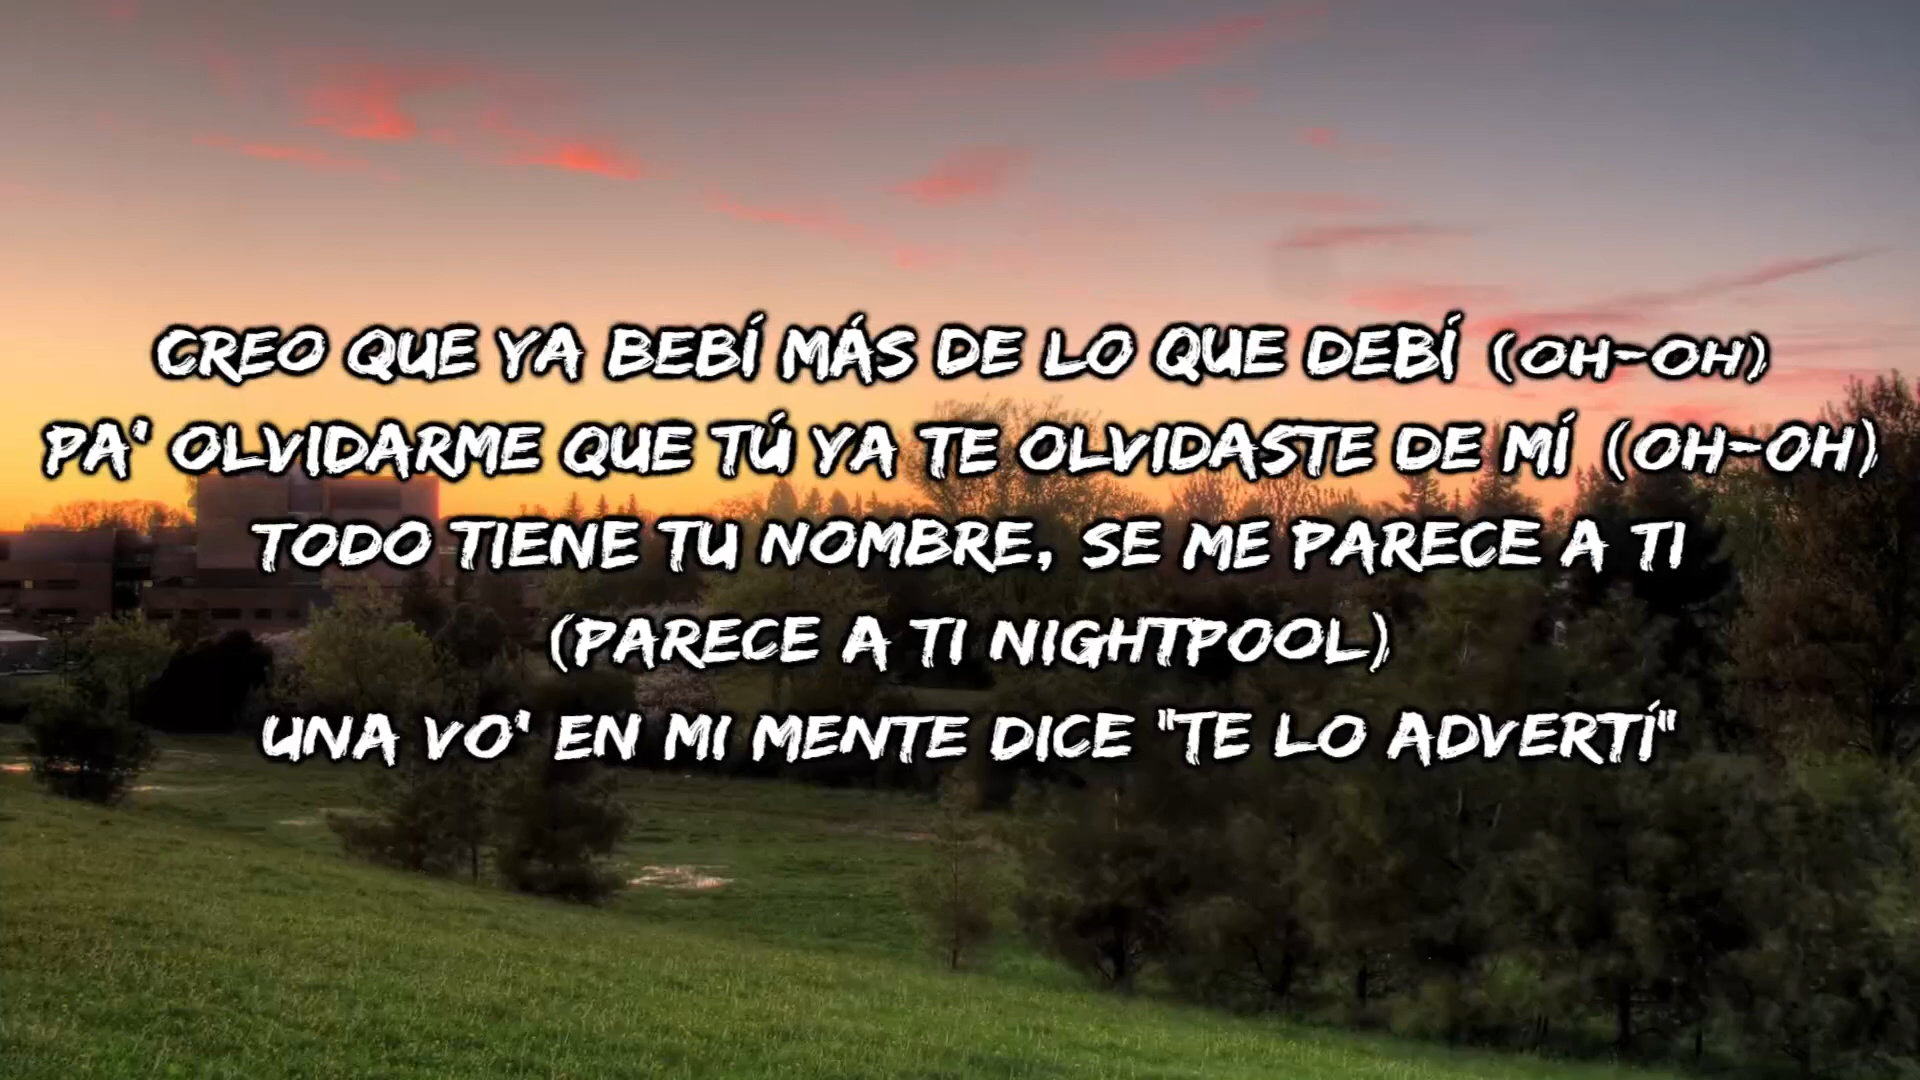 CREO QUE YA BEBÍ MÁS DE LO QUE DEBÍ (OH-OH)
PA' OLVIDARME QUE TÚ YA TE OLVIDASTE DE MÍ (OH-OH)
TODO TIENE TU NOMBRE, SE ME PARECE A TI
(PARECE A TI NIGHTPOOL)
UNA VO' EN MI MENTE DICE "TE LO ADVERTÍ"